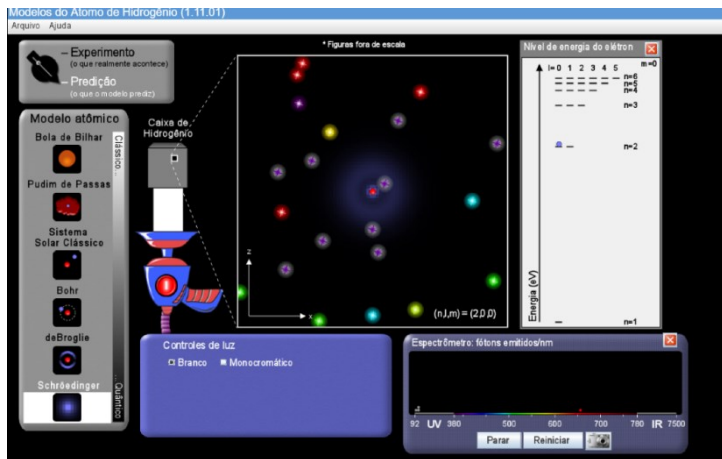 Modelos do Átomo de Hidrogênio (1.11.01)
Arquivo Ajuda
Experimento
(o que realmente acontece)
Predição
(o que o modelo prediz)
Modelo atômico
Clássico
Bola de Bilhar
Pudim de Passas
Sistema
Solar Clássico
Bohr
deBroglie
Schröedinger
Quântico
Caixa de
Hidrogênio
* Figuras fora de escala
z
x
(n,l,m) = (2,0,0)
Nível de energia do elétron
m=0
l= 0 1 2 3 4 5
n=6
n=5
n=4
n=3
n=2
n=1
Energia (eV)
Controles de luz
Branco Monocromático
Espectrômetro: fótons emitidos/nm
92 UV 380 500 600 700 780 IR 7500
Parar Reiniciar